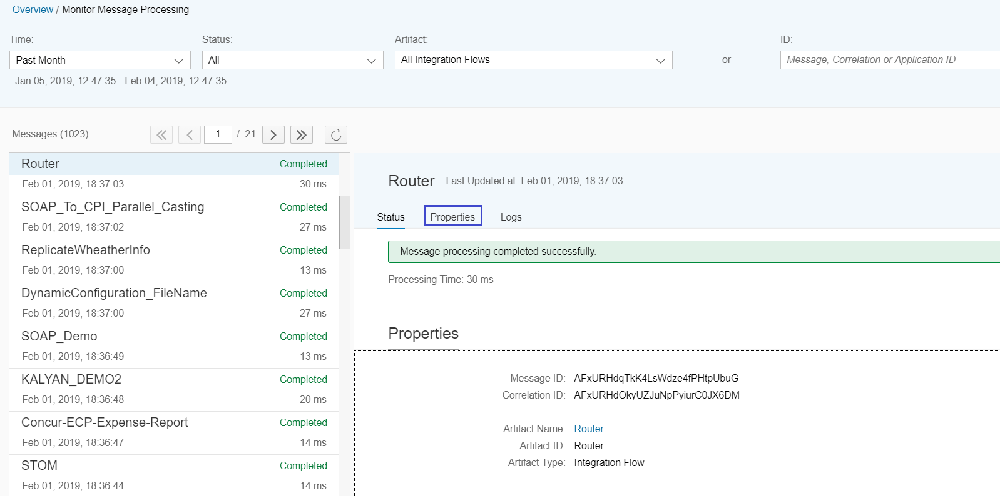 Overview / Monitor Message Processing
Time: Status: Artifact: ID:
Past Month All All Integration Flows or Message, Correlation or Application ID
Jan 05, 2019, 12:47:35 - Feb 04, 2019, 12:47:35
Messages (1023) 1 / 21
Router Completed
Feb 01, 2019, 18:37:03 30 ms
SOAP_To_CPI_Parallel_Casting Completed
Feb 01, 2019, 18:37:02 27 ms
ReplicateWheatherInfo Completed
Feb 01, 2019, 18:37:00 13 ms
DynamicConfiguration_FileName Completed
Feb 01, 2019, 18:37:00 27 ms
SOAP_Demo Completed
Feb 01, 2019, 18:36:49 13 ms
KALYAN_DEMO2 Completed
Feb 01, 2019, 18:36:48 20 ms
Concur-ECP-Expense-Report Completed
Feb 01, 2019, 18:36:47 14 ms
STOM Completed
Feb 01, 2019, 18:36:44 14 ms
Router Last Updated at: Feb 01, 2019, 18:37:03
Status Properties Logs
Message processing completed successfully.
Processing Time: 30 ms
Properties
Message ID: AFxURHdqTkK4LsWdze4fPHtpUbuG
Correlation ID: AFxURHdOkyUZJuNpPyiurC0JX6DM
Artifact Name: Router
Artifact ID: Router
Artifact Type: Integration Flow